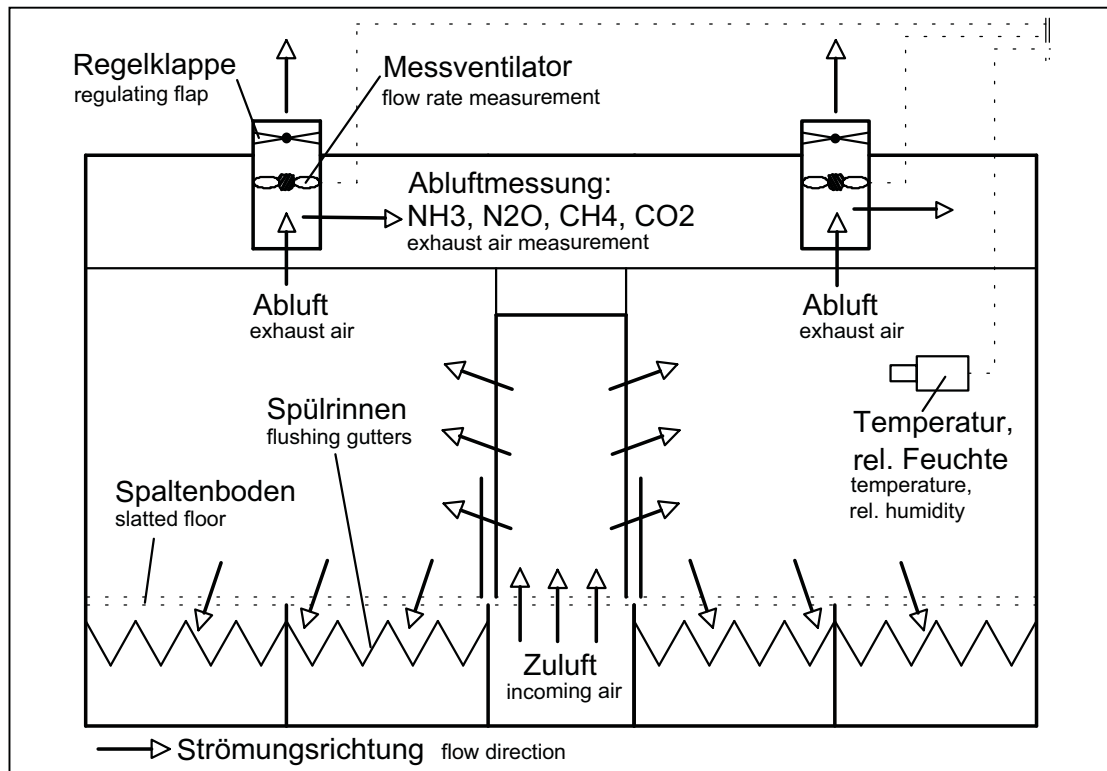 Regelklappe
regulating flap
Messventilator
flow rate measurement
Abluftmessung:
NH3, N2O, CH4, CO2
exhaust air measurement
Abluft
exhaust air
Abluft
exhaust air
Spülrinnen
flushing gutters
Temperatur,
rel. Feuchte
temperature,
rel. humidity
Spaltenboden
slatted floor
Zuluft
incoming air
Strömungsrichtung flow direction